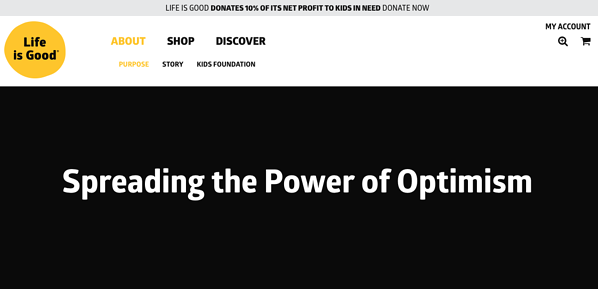 LIFE IS GOOD DONATES 10% OF ITS NET PROFIT TO KIDS IN NEED DONATE NOW
MY ACCOUNT
Life
is Good
ABOUT SHOP DISCOVER
PURPOSE STORY KIDS FOUNDATION
Spreading the Power of Optimism